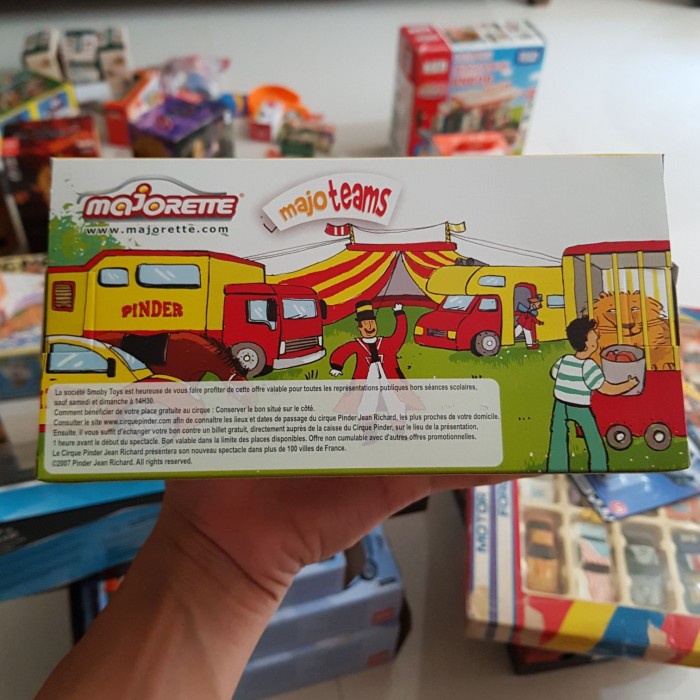 MAJORETTE
www.majorette.com
majoteams
PINDER
La société Smoby Toys est heureuse de vous faire profiter de cette offre valable pour toutes les représentations publiques hors séances scolaires,
sauf samedi et dimanche à 14H30.
Comment bénéficier de votre place gratuite au cirque : Conserver le bon situé sur le côté.
Consulter le site www.cirquepinder.com afin de connaître les lieux et dates de passage du cirque Pinder Jean Richard, les plus proches de votre domicile.
Ensuite, il vous suffit d'échanger votre bon contre un billet gratuit, directement auprès de la caisse du Cirque Pinder, sur le lieu de la présentation,
1 heure avant le début du spectacle. Bon valable dans la limite des places disponibles. Offre non cumulable avec d'autres offres promotionnelles.
Le Cirque Pinder Jean Richard présentera son nouveau spectacle dans plus de 100 villes de France.
©2007 Pinder Jean Richard. All rights reserved.
MOTOR